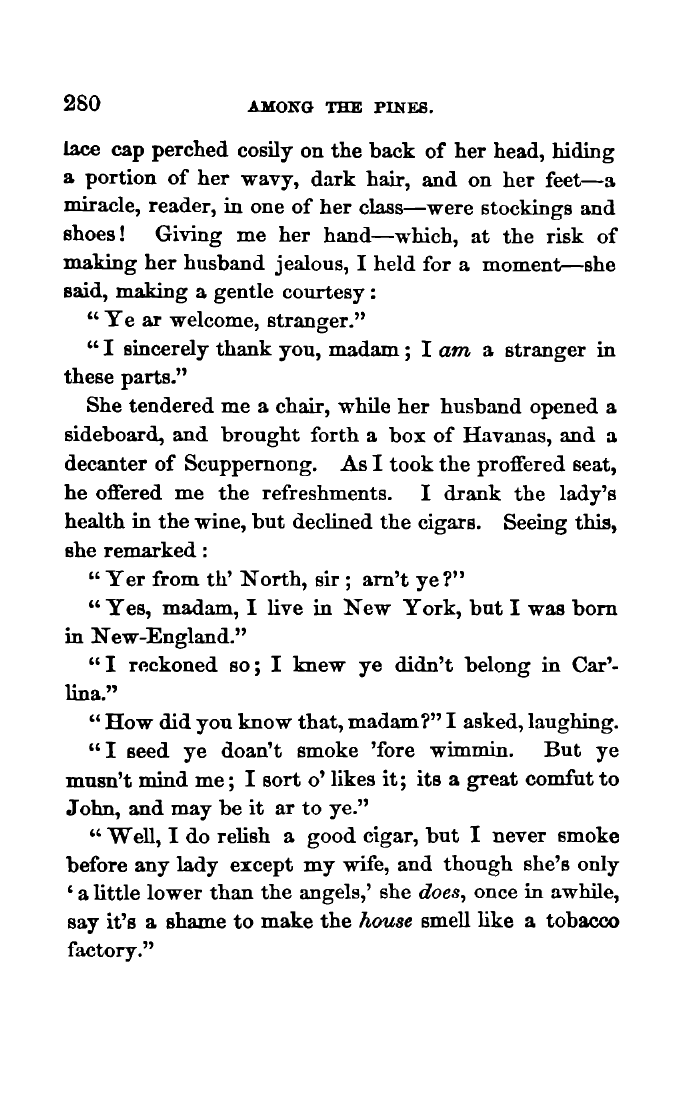 280 AMONG THE PINES.
lace cap perched cosily on the back of her head, hiding
a portion of her wavy, dark hair, and on her feet—a
miracle, reader, in one of her class—were stockings and
shoes! Giving me her hand—which, at the risk of
making her husband jealous, I held for a moment—she
said, making a gentle courtesy :
“ Ye ar welcome, stranger.”
“ I sincerely thank you, madam ; I am a stranger in
these parts.”
She tendered me a chair, while her husband opened a
sideboard, and brought forth a box of Havanas, and a
decanter of Scuppernong. As I took the proffered seat,
he offered me the refreshments. I drank the lady’s
health in the wine, but declined the cigars. Seeing this,
she remarked :
“ Yer from th’ North, sir ; arn’t ye?”
“ Yes, madam, I live in New York, but I was born
in New-England.”
“ I reckoned so; I knew ye didn’t belong in Car’-
lina.”
“ How did you know that, madam?” I asked, laughing.
“ I seed ye doan’t smoke ’fore wimmin. But ye
musn’t mind me; I sort o’ likes it; its a great comfut to
John, and may be it ar to ye.”
“ Well, I do relish a good cigar, but I never smoke
before any lady except my wife, and though she’s only
‘ a little lower than the angels,’ she does, once in awhile,
say it’s a shame to make the house smell like a tobacco
factory.”